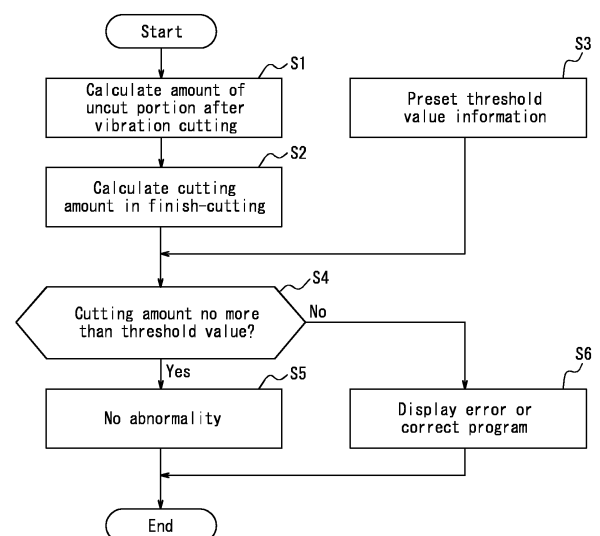 Start
S1
Calculate amount of
uncut portion after
vibration cutting
S3
Preset threshold
value information
S2
Calculate cutting
amount in finish-cutting
S4
Cutting amount no more
than threshold value?
No
Yes
S5
No abnormality
S6
Display error or
correct program
End